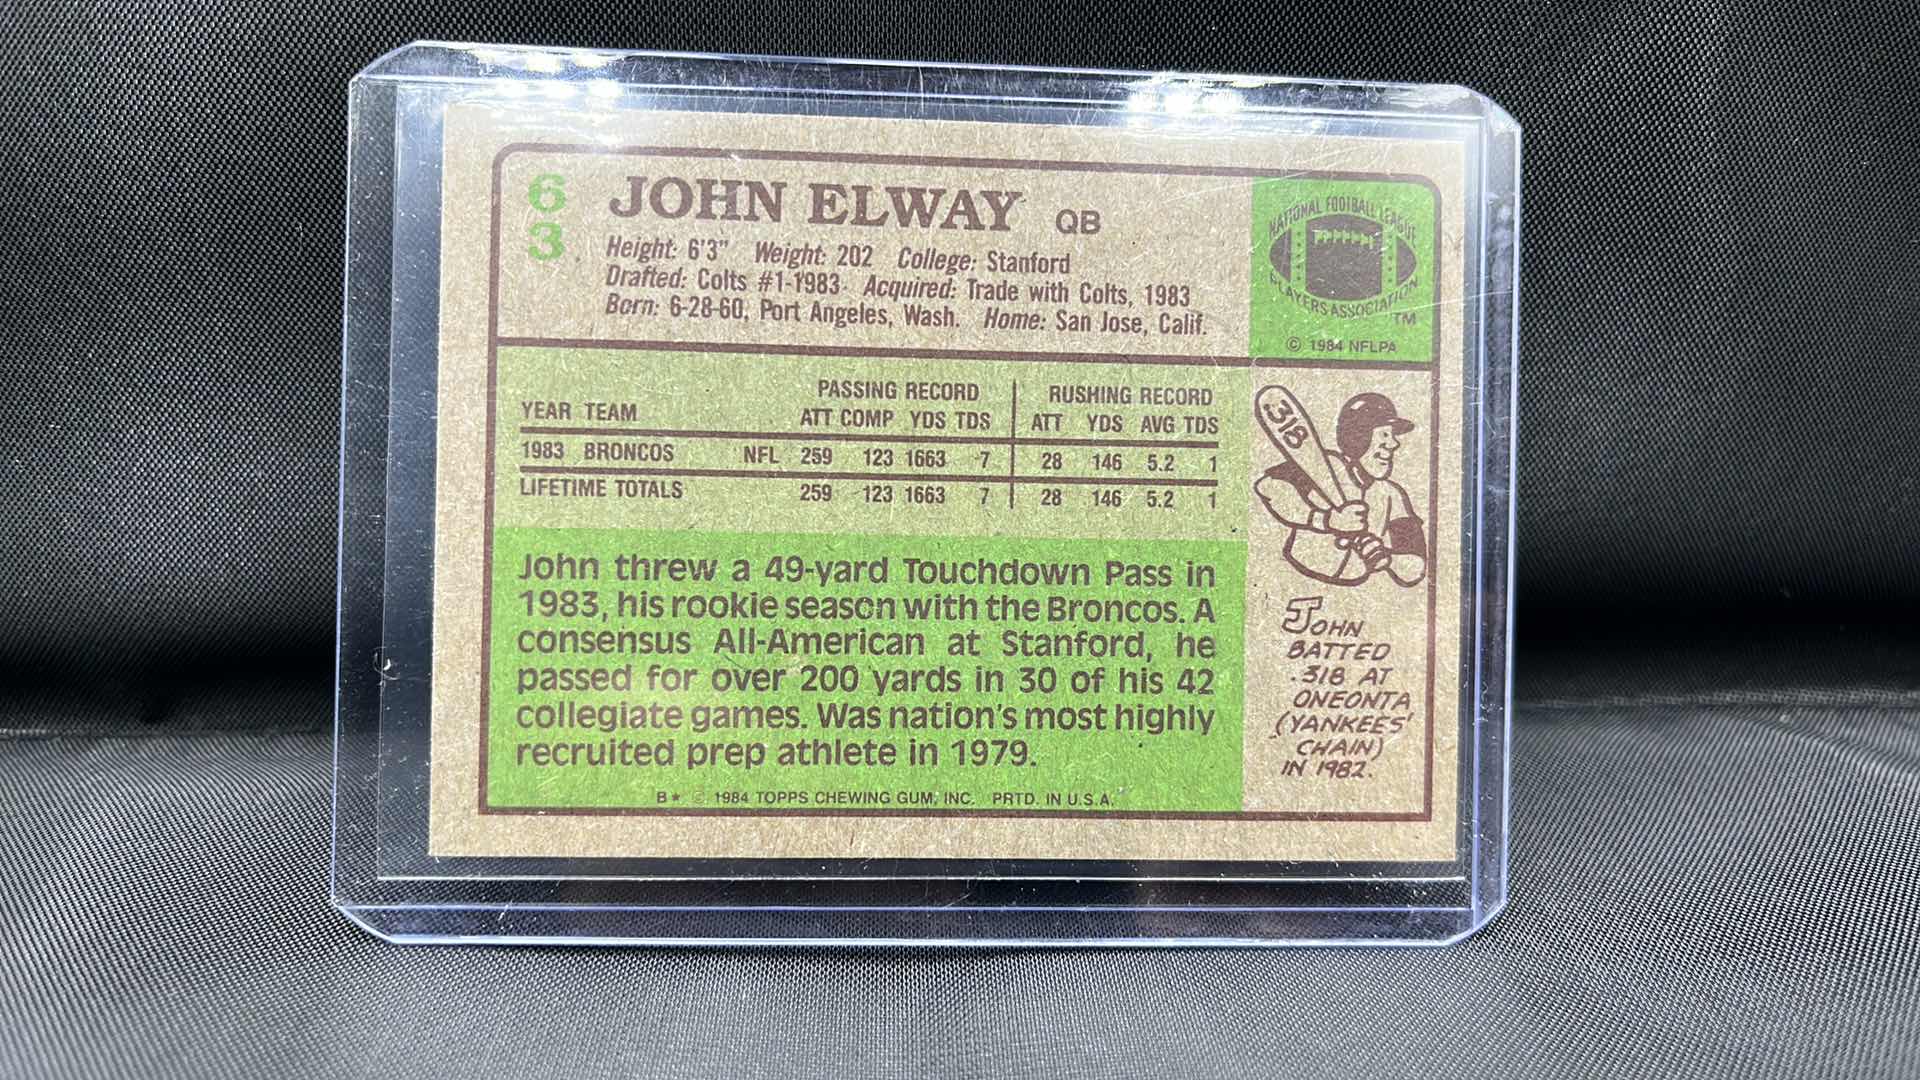 63
JOHN ELWAY QB
Height: 6'3" Weight: 202 College: Stanford
Drafted: Colts #1-1983 Acquired: Trade with Colts, 1983
Born: 6-28-60, Port Angeles, Wash. Home: San Jose, Calif.
NATIONAL FOOTBALL LEAGUE
PLAYERS ASSOCIATION
TM
© 1984 NFLPA
PASSING RECORD RUSHING RECORD
YEAR TEAM ATT COMP YDS TDS ATT YDS AVG TDS
1983 BRONCOS NFL 259 123 1663 7 28 146 5.2 1
LIFETIME TOTALS 259 123 1663 7 28 146 5.2 1
John threw a 49-yard Touchdown Pass in
1983, his rookie season with the Broncos. A
consensus All-American at Stanford, he
passed for over 200 yards in 30 of his 42
collegiate games. Was nation's most highly
recruited prep athlete in 1979.
.318
JOHN
BATTED
.318 AT
ONEONTA
(YANKEES'
CHAIN)
IN 1982.
B* © 1984 TOPPS CHEWING GUM, INC. PRTD. IN U.S.A.